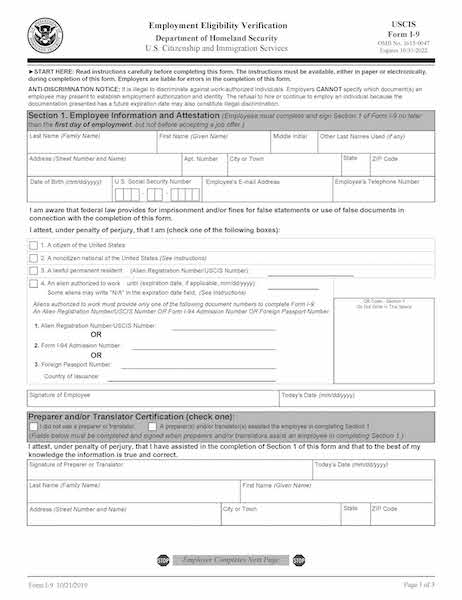 Employment Eligibility Verification
Department of Homeland Security
U.S. Citizenship and Immigration Services
USCIS
Form I-9
OMB No. 1615-0047
Expires 10/31/2022
►START HERE: Read instructions carefully before completing this form. The instructions must be available, either in paper or electronically,
during completion of this form. Employers are liable for errors in the completion of this form.
ANTI-DISCRIMINATION NOTICE: It is illegal to discriminate against work-authorized individuals. Employers CANNOT specify which document(s) an
employee may present to establish employment authorization and identity. The refusal to hire or continue to employ an individual because the
documentation presented has a future expiration date may also constitute illegal discrimination.
Section 1. Employee Information and Attestation (Employees must complete and sign Section 1 of Form I-9 no later
than the first day of employment, but not before accepting a job offer.)
Last Name (Family Name) First Name (Given Name) Middle Initial Other Last Names Used (if any)
Address (Street Number and Name) Apt. Number City or Town State ZIP Code
Date of Birth (mm/dd/yyyy) U.S. Social Security Number Employee's E-mail Address Employee's Telephone Number
I am aware that federal law provides for imprisonment and/or fines for false statements or use of false documents in
connection with the completion of this form.
I attest, under penalty of perjury, that I am (check one of the following boxes):
1. A citizen of the United States
2. A noncitizen national of the United States (See instructions)
3. A lawful permanent resident (Alien Registration Number/USCIS Number):
4. An alien authorized to work until (expiration date, if applicable, mm/dd/yyyy):
Some aliens may write "N/A" in the expiration date field. (See instructions)
Aliens authorized to work must provide only one of the following document numbers to complete Form I-9:
An Alien Registration Number/USCIS Number OR Form I-94 Admission Number OR Foreign Passport Number.
QR Code - Section 1
Do Not Write In This Space
1. Alien Registration Number/USCIS Number:
OR
2. Form I-94 Admission Number:
OR
3. Foreign Passport Number:
Country of Issuance:
Signature of Employee Today's Date (mm/dd/yyyy)
Preparer and/or Translator Certification (check one):
I did not use a preparer or translator. A preparer(s) and/or translator(s) assisted the employee in completing Section 1.
(Fields below must be completed and signed when preparers and/or translators assist an employee in completing Section 1.)
I attest, under penalty of perjury, that I have assisted in the completion of Section 1 of this form and that to the best of my
knowledge the information is true and correct.
Signature of Preparer or Translator Today's Date (mm/dd/yyyy)
Last Name (Family Name) First Name (Given Name)
Address (Street Number and Name) City or Town State ZIP Code
STOP Employer Completes Next Page STOP
Form I-9 10/21/2019 Page 1 of 3